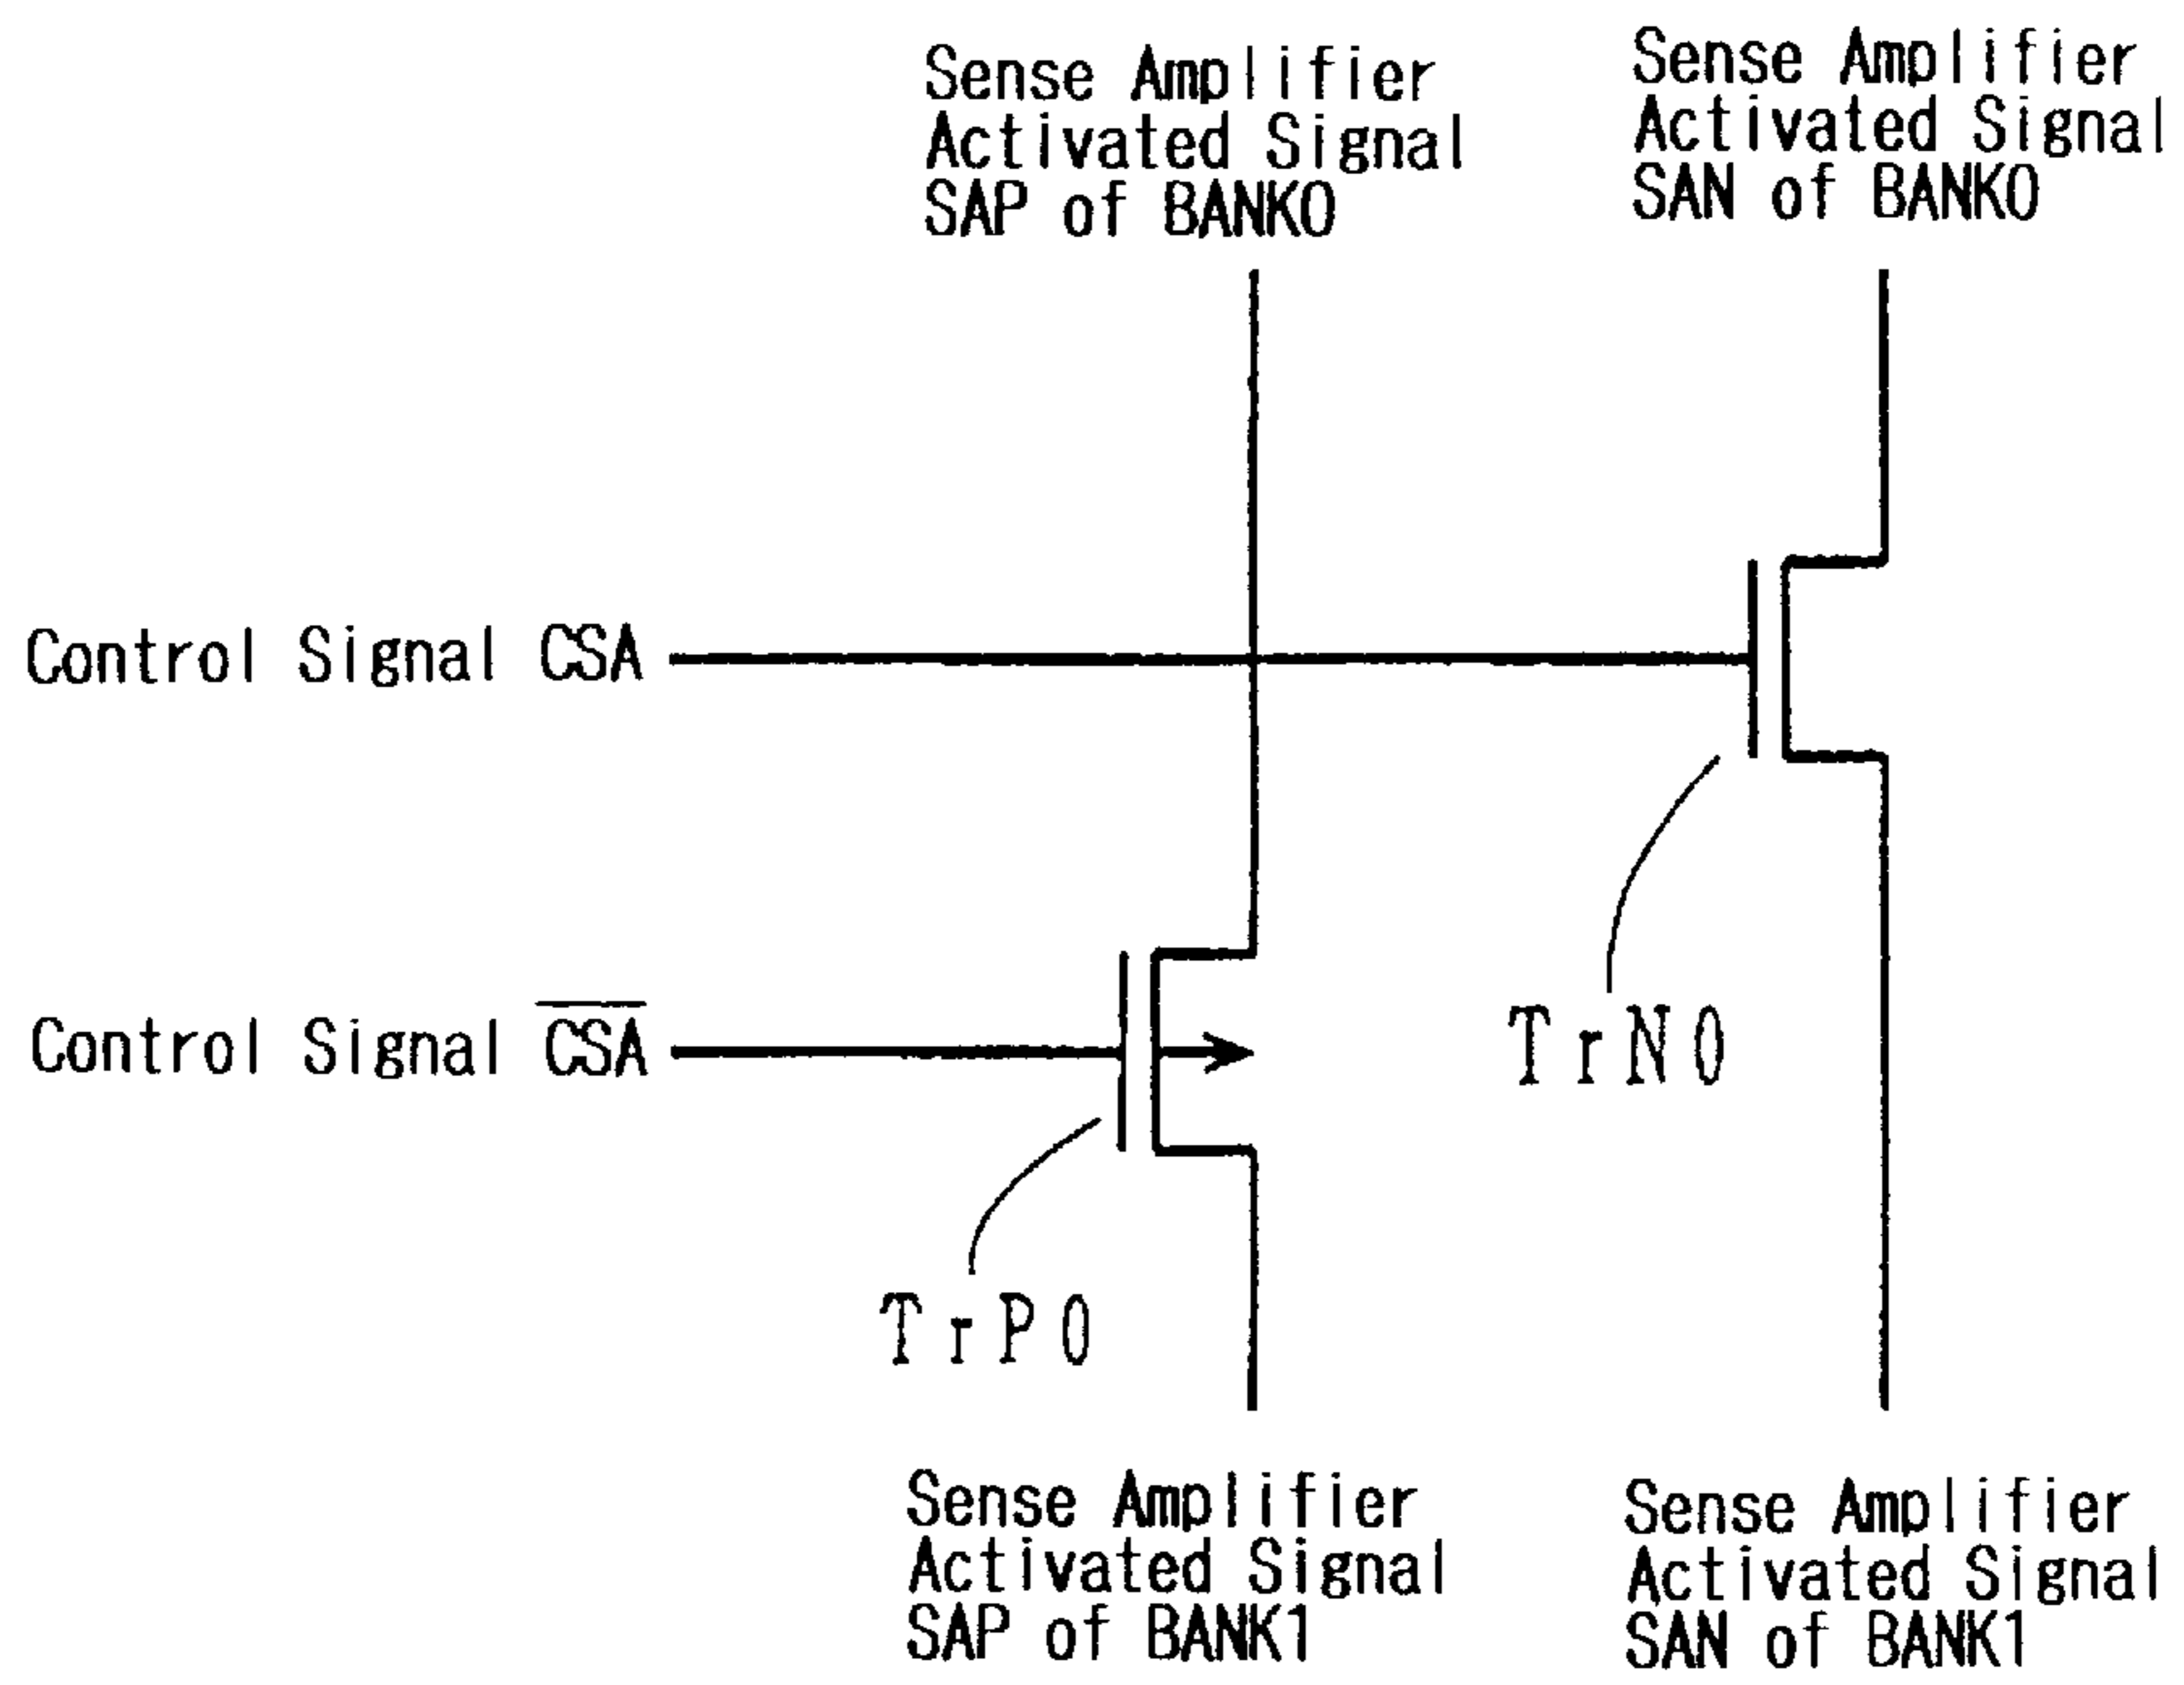 Sense Amplifier
Activated Signal
SAP of BANK0
Sense Amplifier
Activated Signal
SAN of BANK0
Control Signal CSA
Control Signal C̅S̅A̅
TrN0
TrP0
Sense Amplifier
Activated Signal
SAP of BANK1
Sense Amplifier
Activated Signal
SAN of BANK1